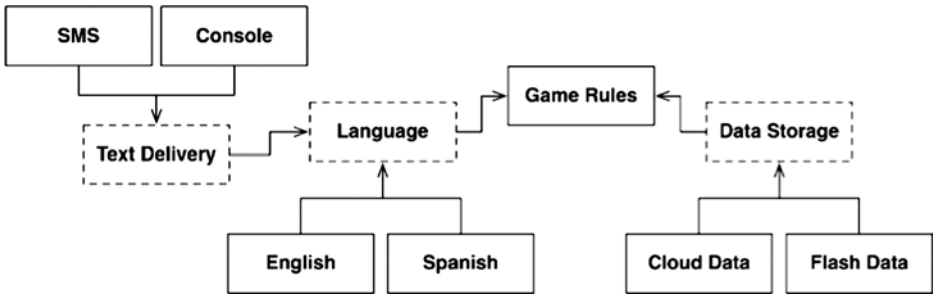 SMS
Console
Game Rules
Text Delivery
Language
Data Storage
English
Spanish
Cloud Data
Flash Data